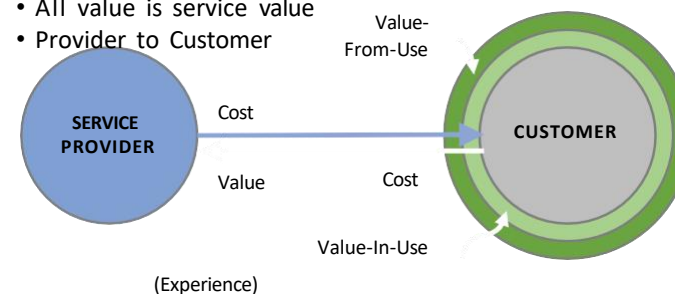 • All value is service value
• Provider to Customer
Value-
From-Use
SERVICE
PROVIDER
Cost
CUSTOMER
Value
Cost
Value-In-Use
(Experience)